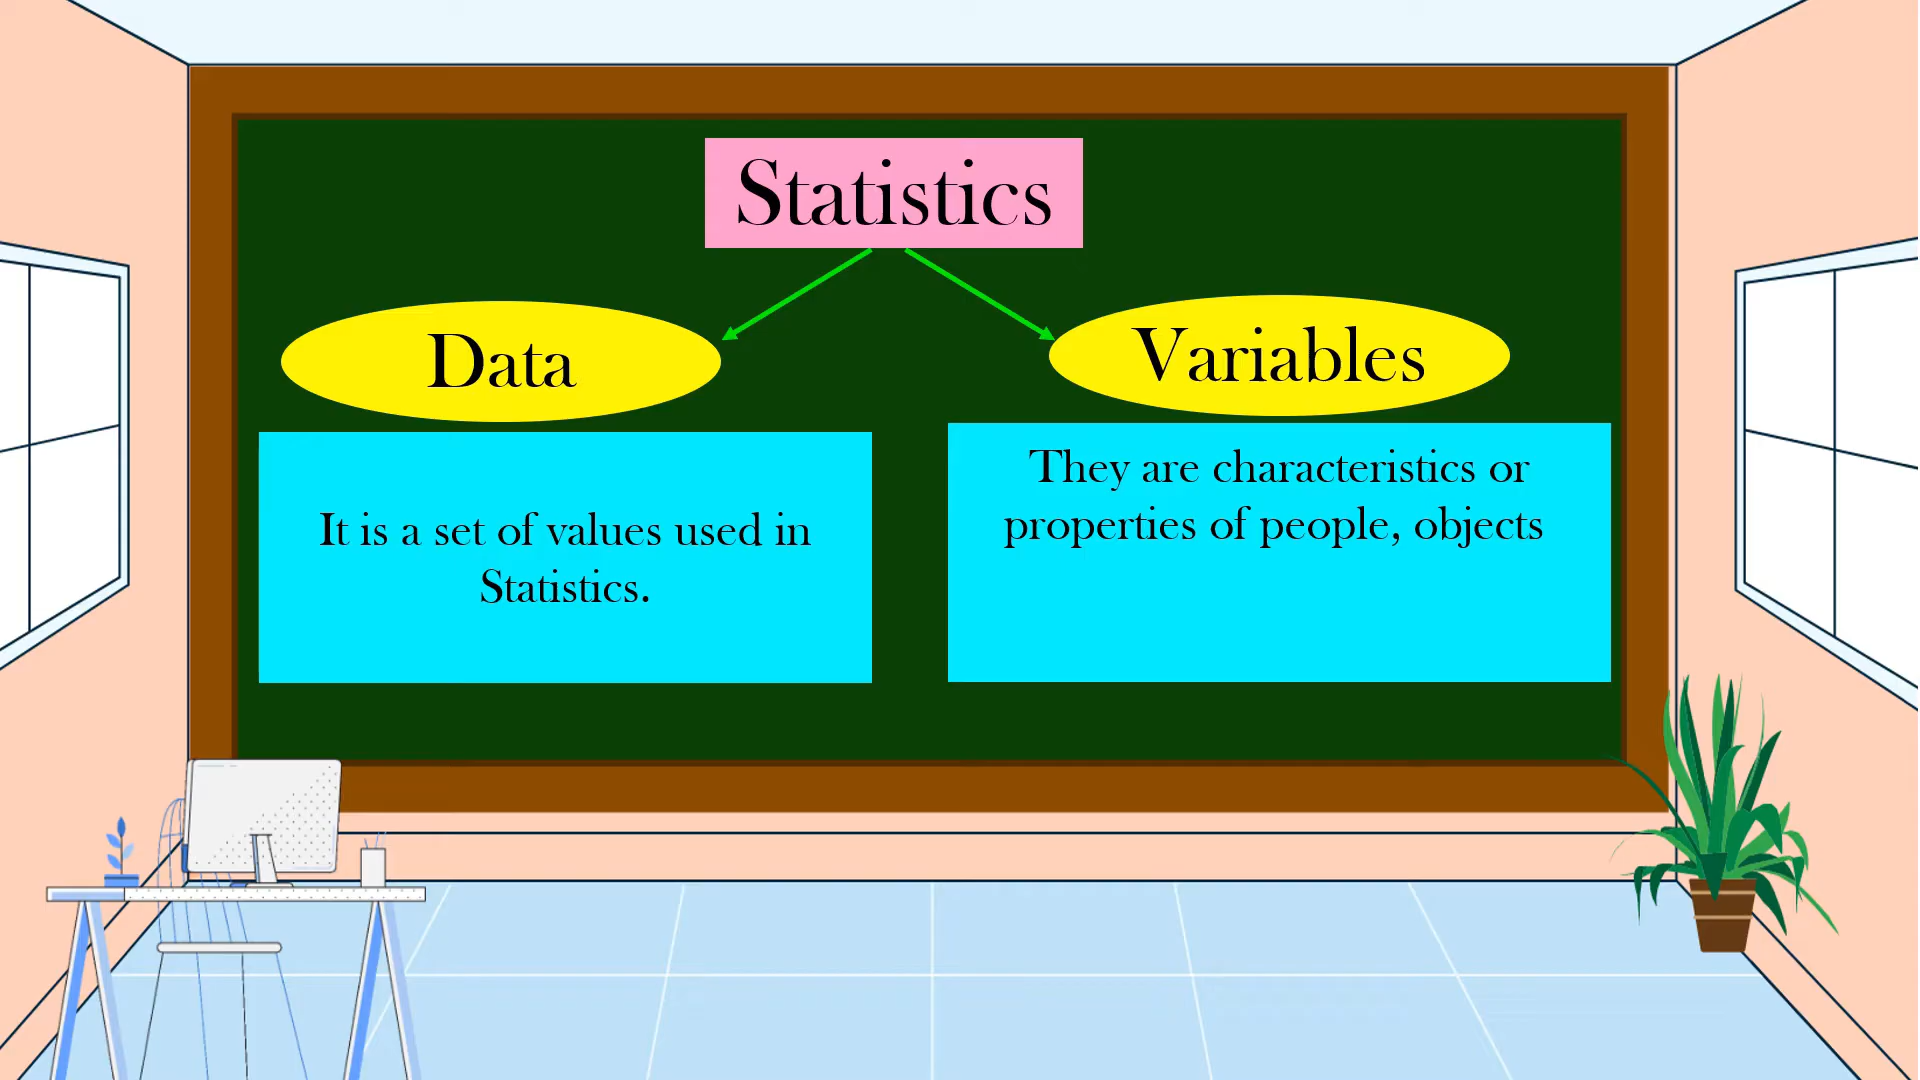 Statistics
Data
Variables
It is a set of values used in
Statistics.
They are characteristics or
properties of people, objects